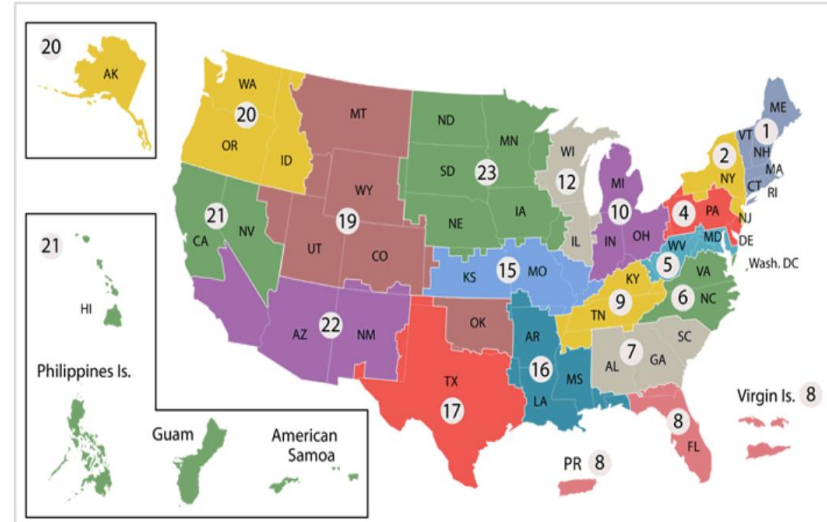 20
AK
WA
20
OR
ID
MT
WY
19
UT
CO
ND
MN
SD
23
NE
IA
WI
12
IL
MI
10
IN
OH
ME
VT
1
NH
MA
CT
RI
2
NY
4
PA
NJ
DE
MD
WV
5
Wash. DC
VA
6
NC
21
CA
NV
KS
15
MO
KY
9
TN
AZ
22
NM
OK
AR
16
MS
LA
TX
17
7
SC
AL
GA
8
FL
Virgin Is. 8
PR 8
21
HI
Philippines Is.
Guam
American
Samoa